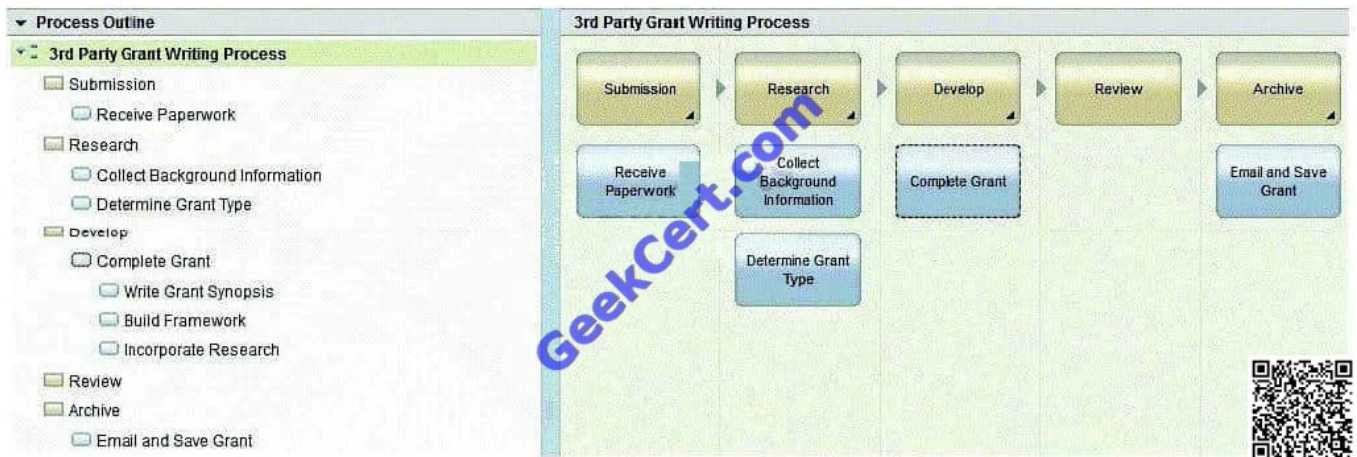 Process Outline
3rd Party Grant Writing Process
Submission
Receive Paperwork
Research
Collect Background Information
Determine Grant Type
Develop
Complete Grant
Write Grant Synopsis
Build Framework
Incorporate Research
Review
Archive
Email and Save Grant
3rd Party Grant Writing Process
Submission
Research
Develop
Review
Archive
Receive
Paperwork
Collect
Background
Information
Complete Grant
Email and Save
Grant
Determine Grant
Type
GeekCert.com